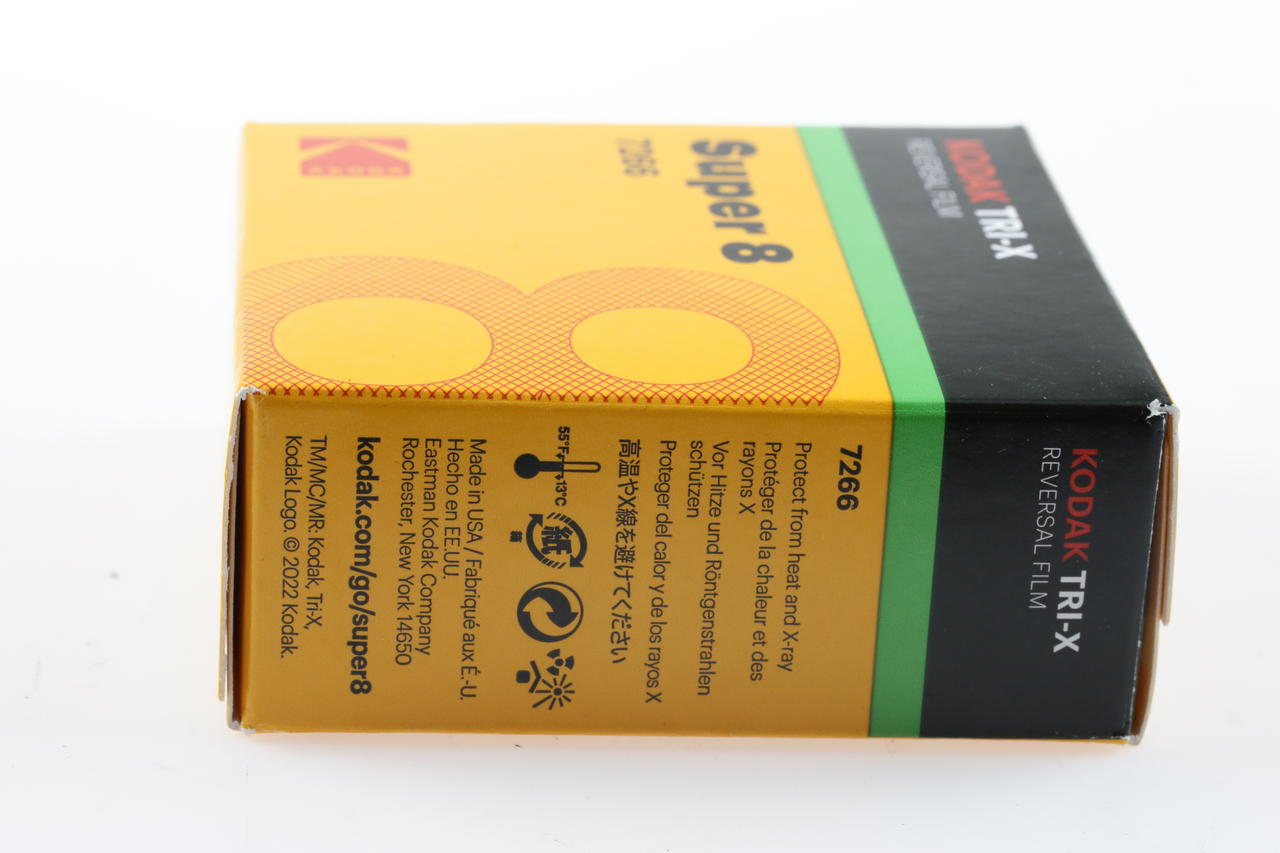 KODAK TRI-X
REVERSAL FILM
Super 8
7266
KODAK
KODAK TRI-X
REVERSAL FILM
7266
Protect from heat and X-ray
Protéger de la chaleur et des
rayons X
Vor Hitze und Röntgenstrahlen
schützen
Proteger del calor y de los rayos X
高温やX線を避けてください
55°F 13°C
紙
箱
Made in USA / Fabriqué aux É.-U.
Hecho en EE.UU.
Eastman Kodak Company
Rochester, New York 14650
kodak.com/go/super8
TM/MC/MR: Kodak, Tri-X,
Kodak Logo. © 2022 Kodak.